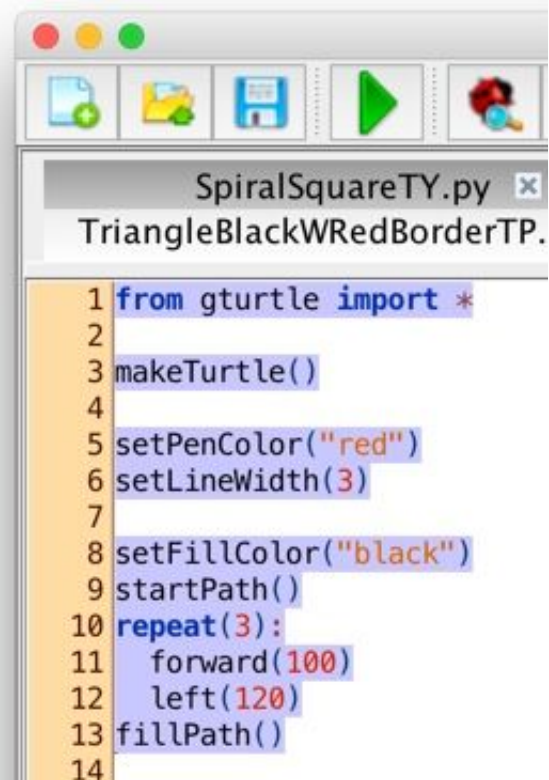 SpiralSquareTY.py
TriangleBlackWRedBorderTP.
1 from gturtle import *
2
3 makeTurtle()
4
5 setPenColor("red")
6 setLineWidth(3)
7
8 setFillColor("black")
9 startPath()
10 repeat(3):
11   forward(100)
12   left(120)
13 fillPath()
14